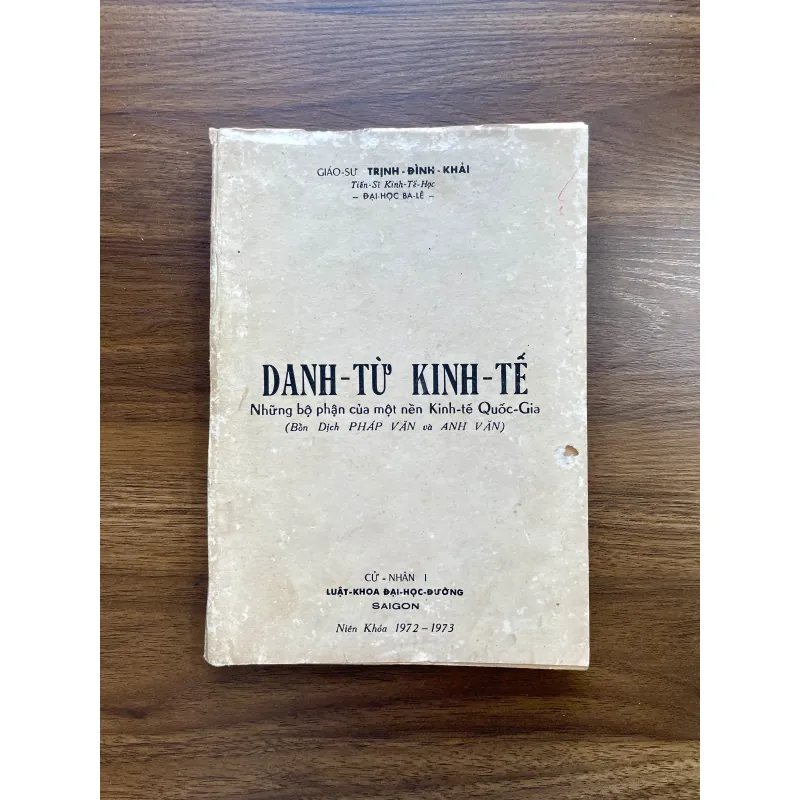 GIÁO-SƯ TRỊNH-ĐÌNH-KHẢI
Tiến-Sĩ Kinh-Tế-Học
– ĐẠI-HỌC BA-LÊ –
DANH-TỪ KINH-TẾ
Những bộ phận của một nền Kinh-tế Quốc-Gia
(Bồn Dịch PHÁP VĂN và ANH VĂN)
CỬ - NHÂN I
LUẬT-KHOA ĐẠI-HỌC-ĐƯỜNG
SAIGON
Niên Khóa 1972 – 1973